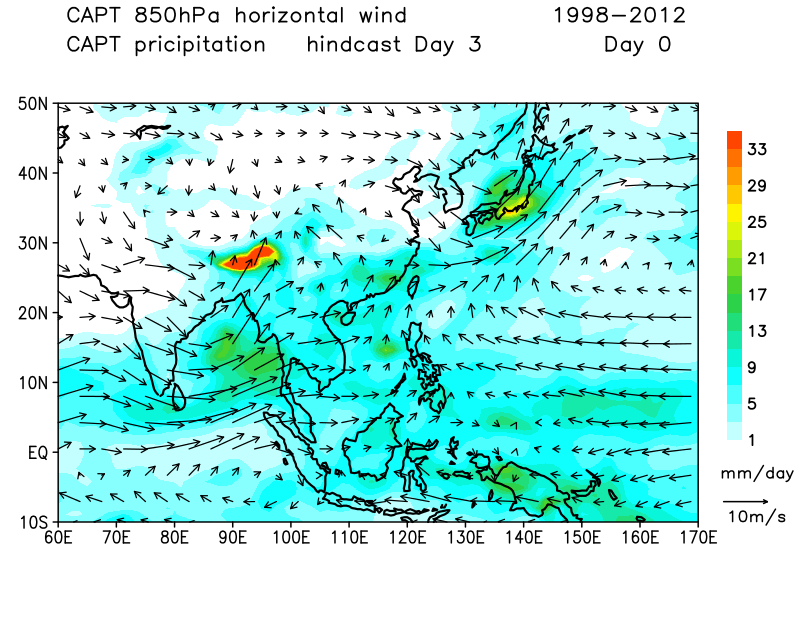 CAPT 850hPa horizontal wind 1998−2012
CAPT pricipitation hindcast Day 3 Day 0
50N
40N
30N
20N
10N
EQ
10S
60E 70E 80E 90E 100E 110E 120E 130E 140E 150E 160E 170E
33
29
25
21
17
13
9
5
1
mm/day
10m/s